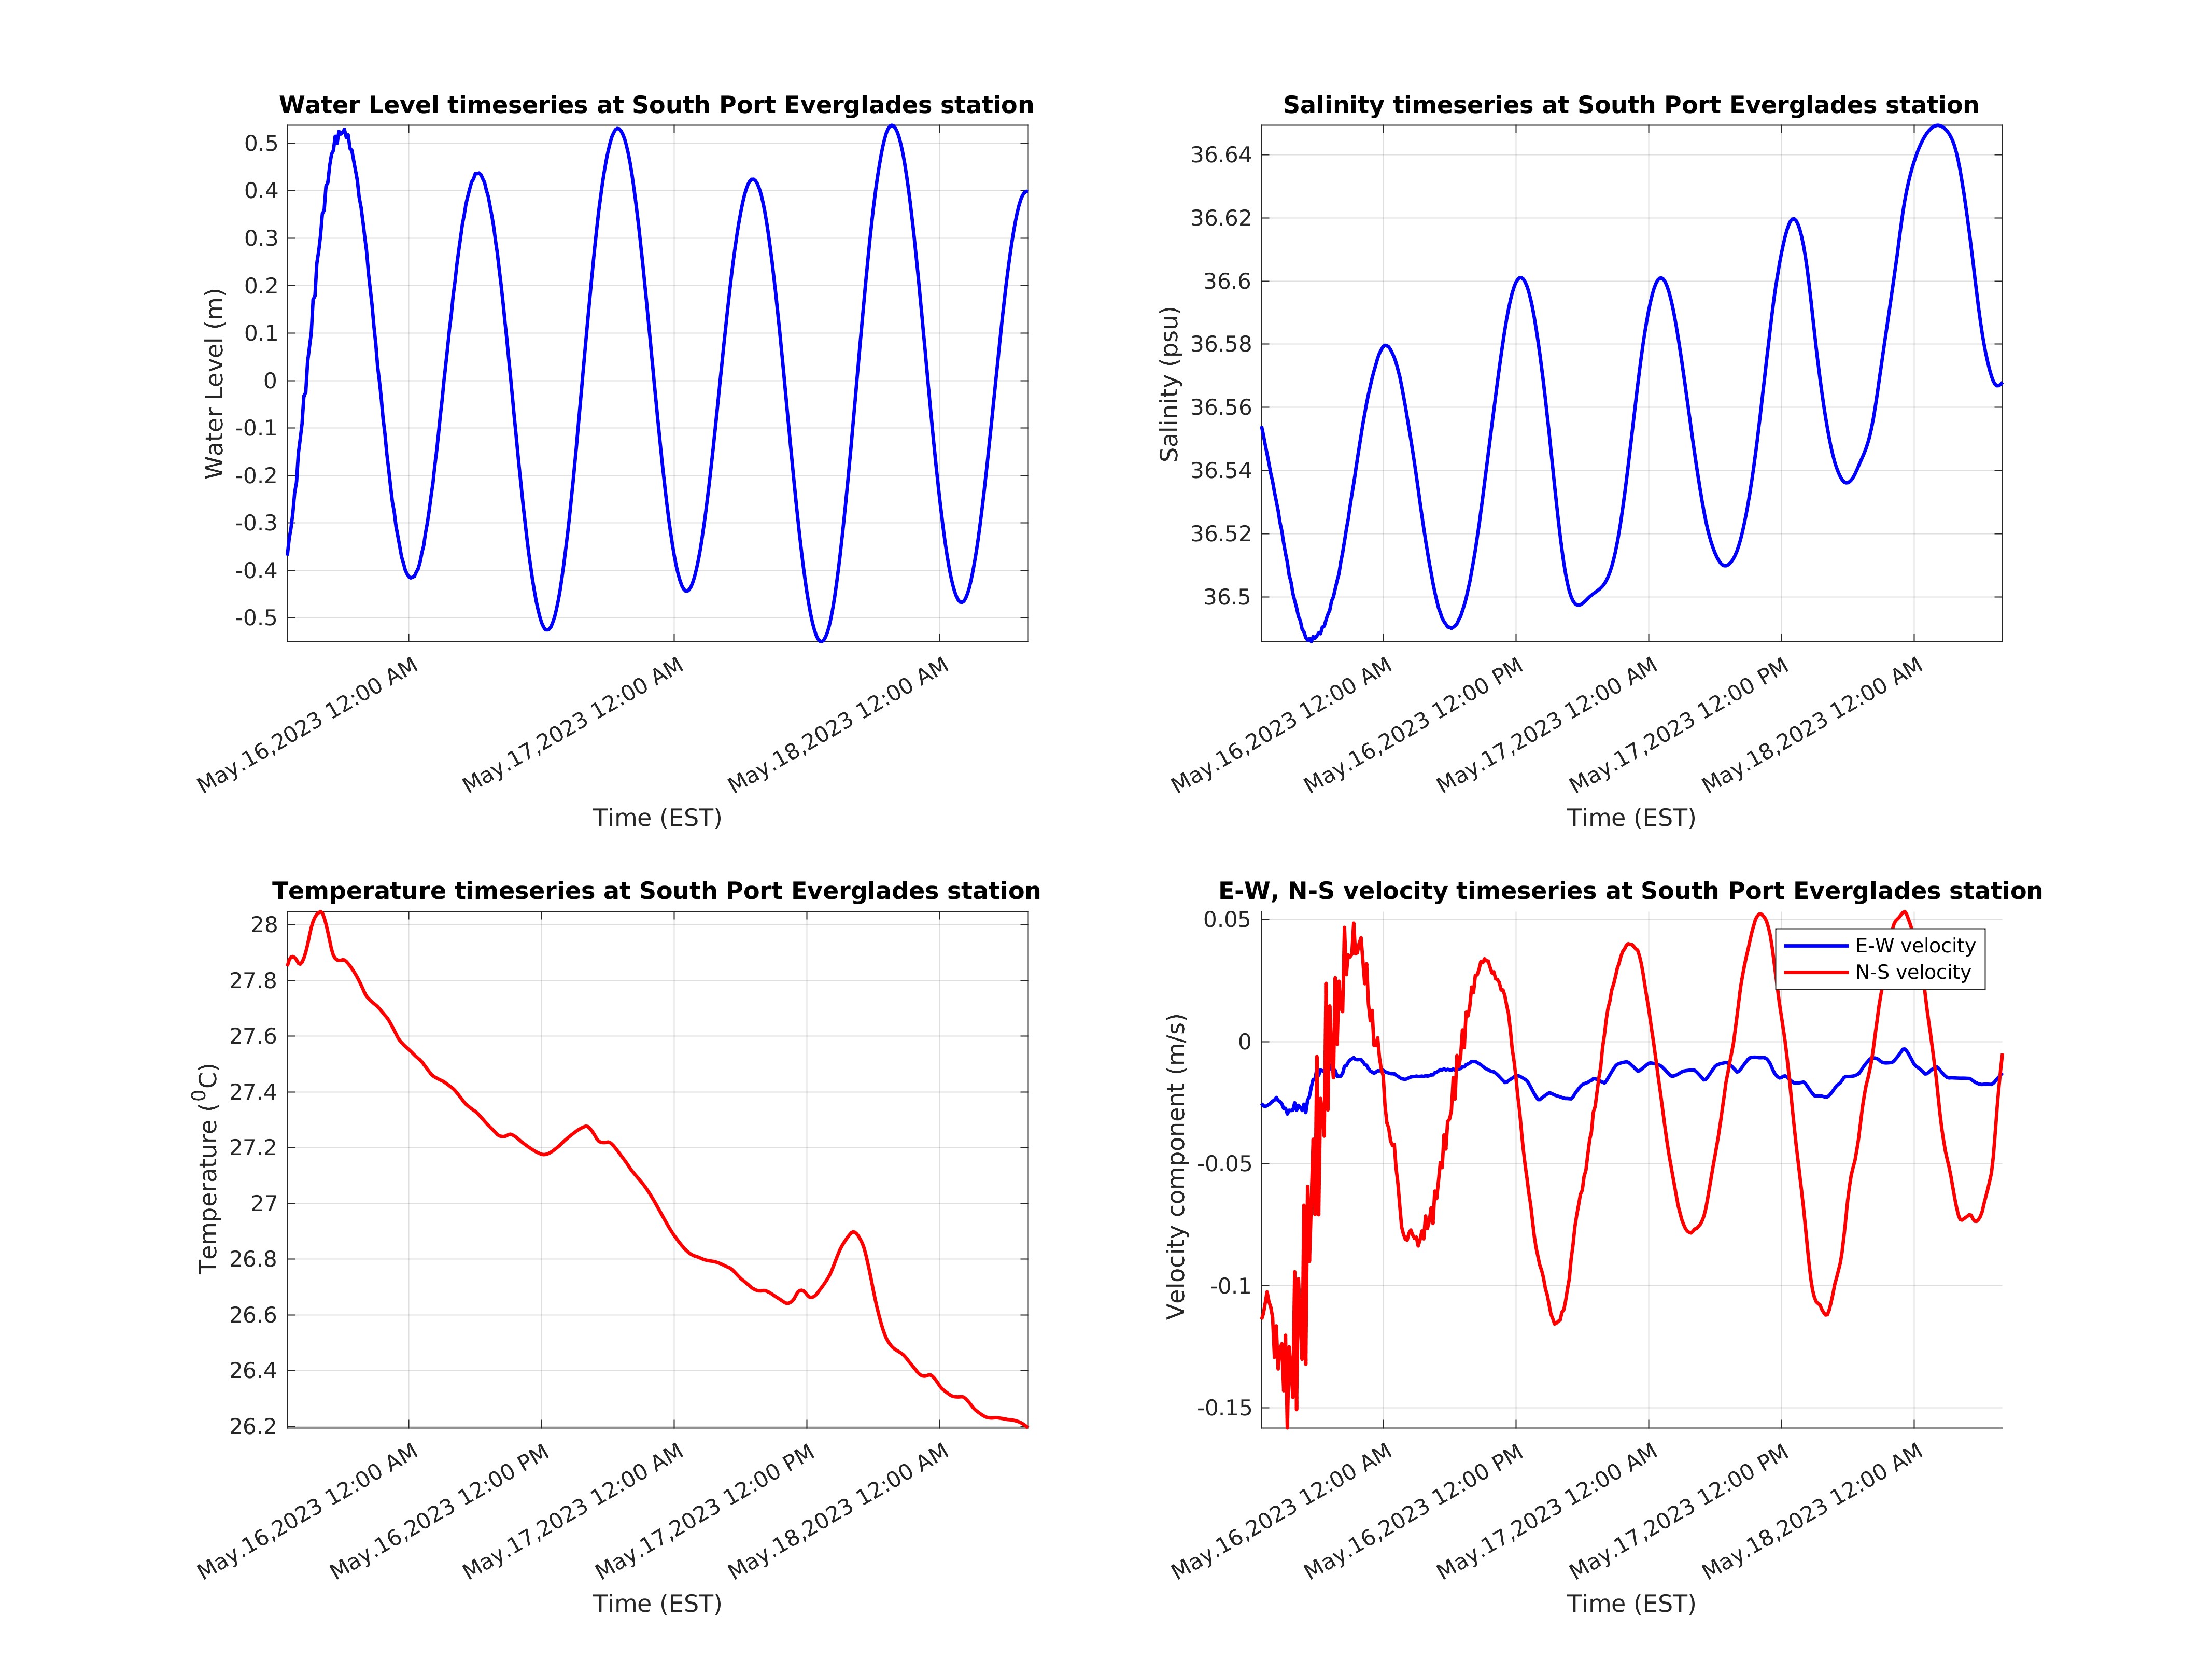 Water Level timeseries at South Port Everglades station
0.5
0.4
0.3
0.2
0.1
0
-0.1
-0.2
-0.3
-0.4
-0.5
Water Level (m)
May.16,2023 12:00 AM
May.17,2023 12:00 AM
May.18,2023 12:00 AM
Time (EST)
Salinity timeseries at South Port Everglades station
36.64
36.62
36.6
36.58
36.56
36.54
36.52
36.5
Salinity (psu)
May.16,2023 12:00 AM
May.16,2023 12:00 PM
May.17,2023 12:00 AM
May.17,2023 12:00 PM
May.18,2023 12:00 AM
Time (EST)
Temperature timeseries at South Port Everglades station
28
27.8
27.6
27.4
27.2
27
26.8
26.6
26.4
26.2
Temperature (⁰C)
May.16,2023 12:00 AM
May.16,2023 12:00 PM
May.17,2023 12:00 AM
May.17,2023 12:00 PM
May.18,2023 12:00 AM
Time (EST)
E-W, N-S velocity timeseries at South Port Everglades station
0.05
0
-0.05
-0.1
-0.15
Velocity component (m/s)
E-W velocity
N-S velocity
May.16,2023 12:00 AM
May.16,2023 12:00 PM
May.17,2023 12:00 AM
May.17,2023 12:00 PM
May.18,2023 12:00 AM
Time (EST)